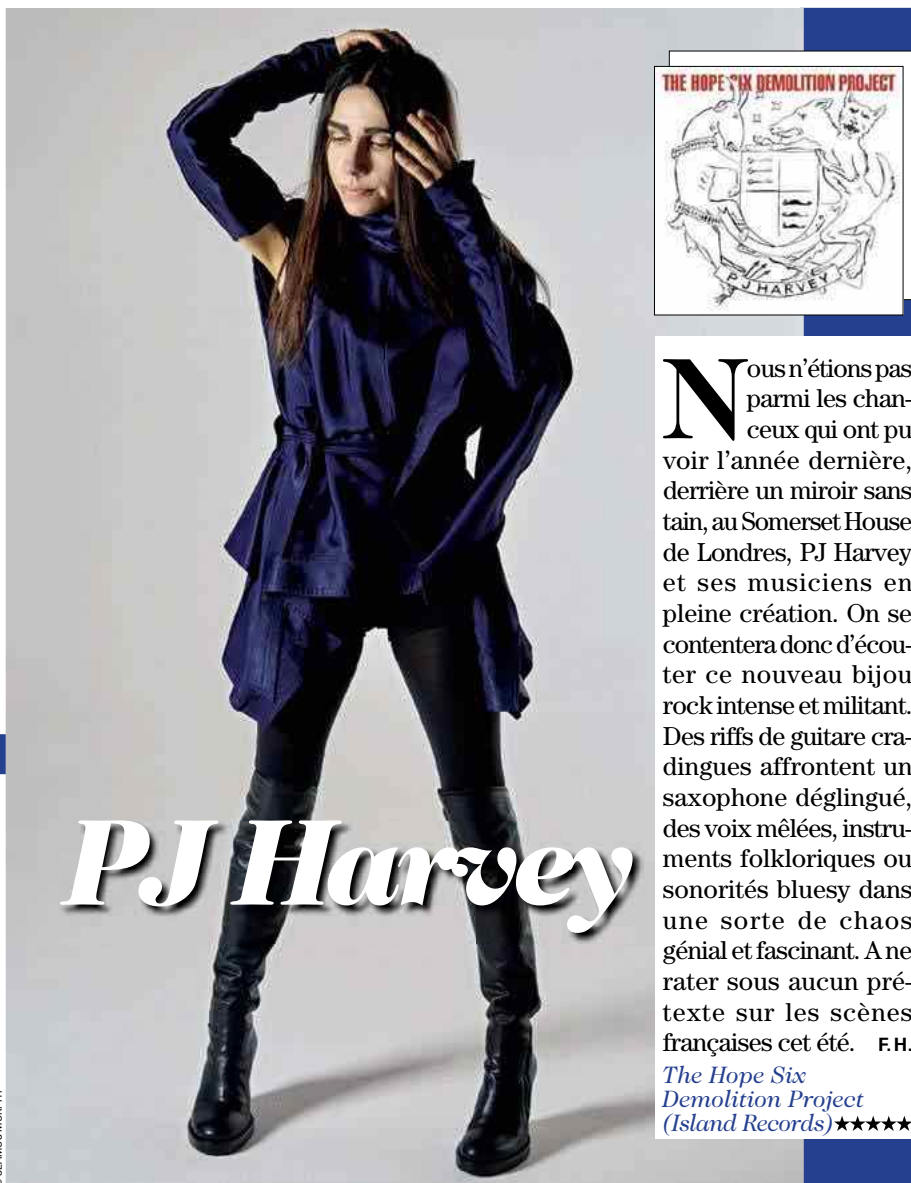 THE HOPE SIX DEMOLITION PROJECT
PJ HARVEY
PJ Harvey
Nous n'étions pas
parmi les chan-
ceux qui ont pu
voir l'année dernière,
derrière un miroir sans
tain, au Somerset House
de Londres, PJ Harvey
et ses musiciens en
pleine création. On se
contentera donc d'écou-
ter ce nouveau bijou
rock intense et militant.
Des riffs de guitare cra-
dingues affrontent un
saxophone déglingué,
des voix mêlées, instru-
ments folkloriques ou
sonorités bluesy dans
une sorte de chaos
génial et fascinant. A ne
rater sous aucun pré-
texte sur les scènes
françaises cet été. F. H.
The Hope Six
Demolition Project
(Island Records)★★★★★